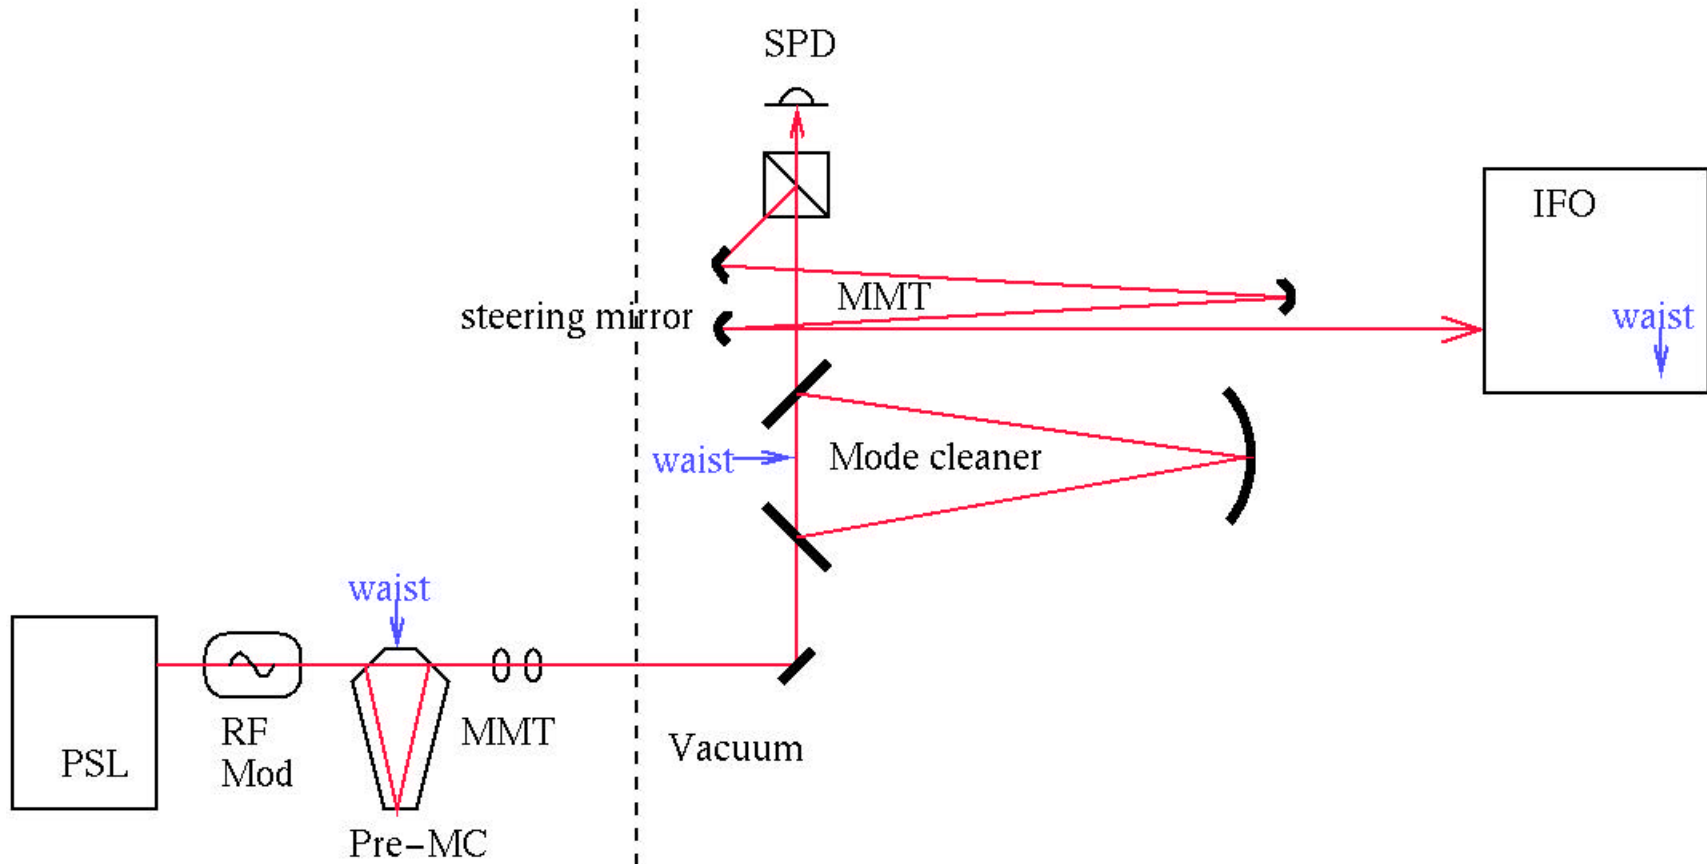 SPD
IFO
MMT
steering mirror
waist
waist
Mode cleaner
waist
PSL
RF
Mod
MMT
Vacuum
Pre-MC